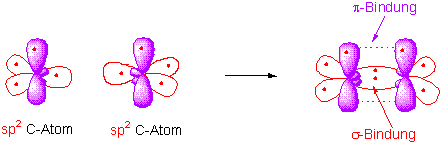 π-Bindung
sp² C-Atom
sp² C-Atom
σ-Bindung